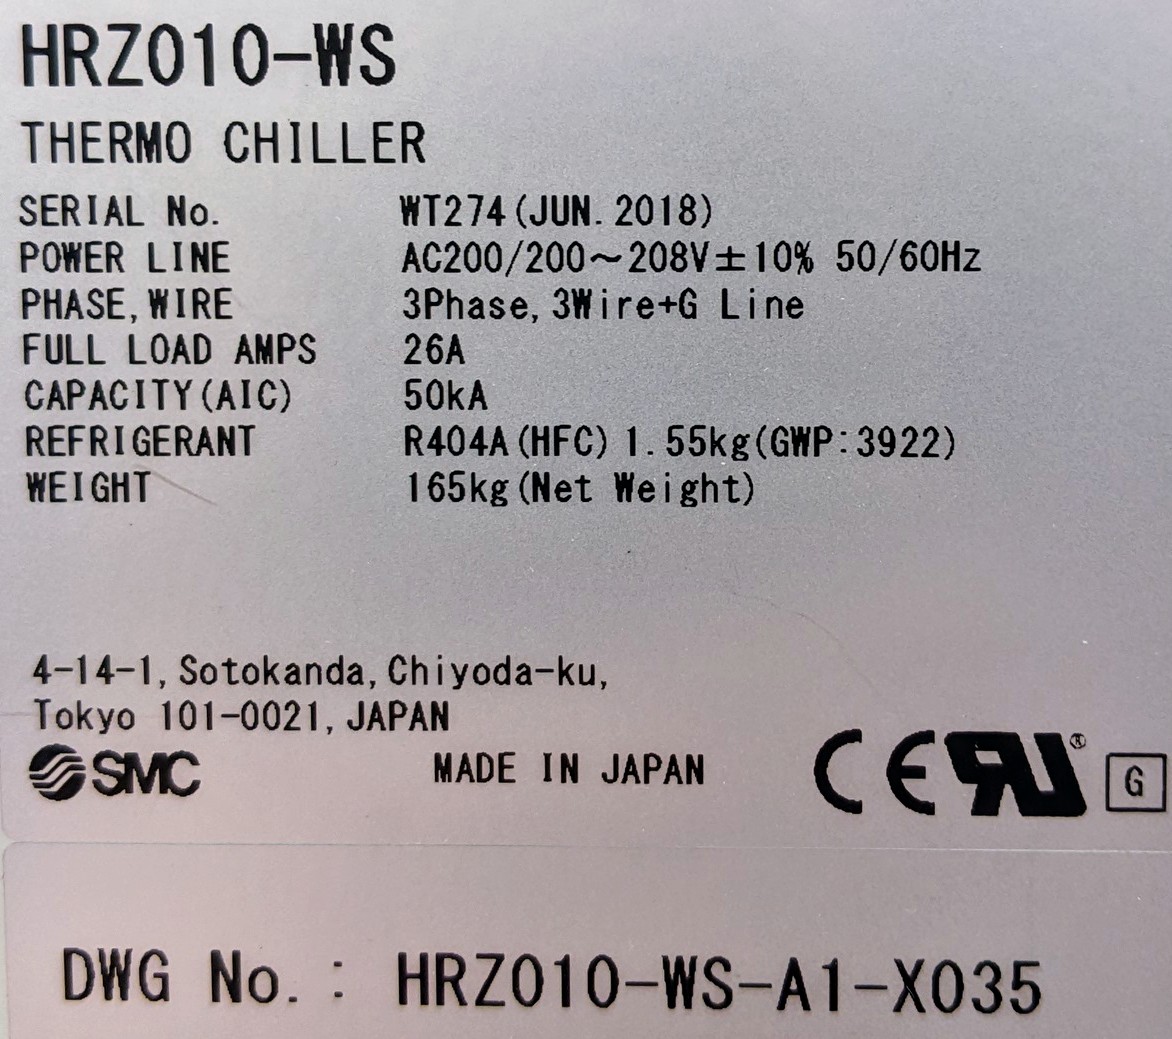 HRZ010-WS
THERMO CHILLER
SERIAL No. WT274(JUN. 2018)
POWER LINE AC200/200～208V±10% 50/60Hz
PHASE, WIRE 3Phase, 3Wire+G Line
FULL LOAD AMPS 26A
CAPACITY(AIC) 50kA
REFRIGERANT R404A(HFC) 1.55kg(GWP:3922)
WEIGHT 165kg(Net Weight)
4-14-1, Sotokanda, Chiyoda-ku,
Tokyo 101-0021, JAPAN
SMC MADE IN JAPAN CE RU® G
DWG No.: HRZ010-WS-A1-X035